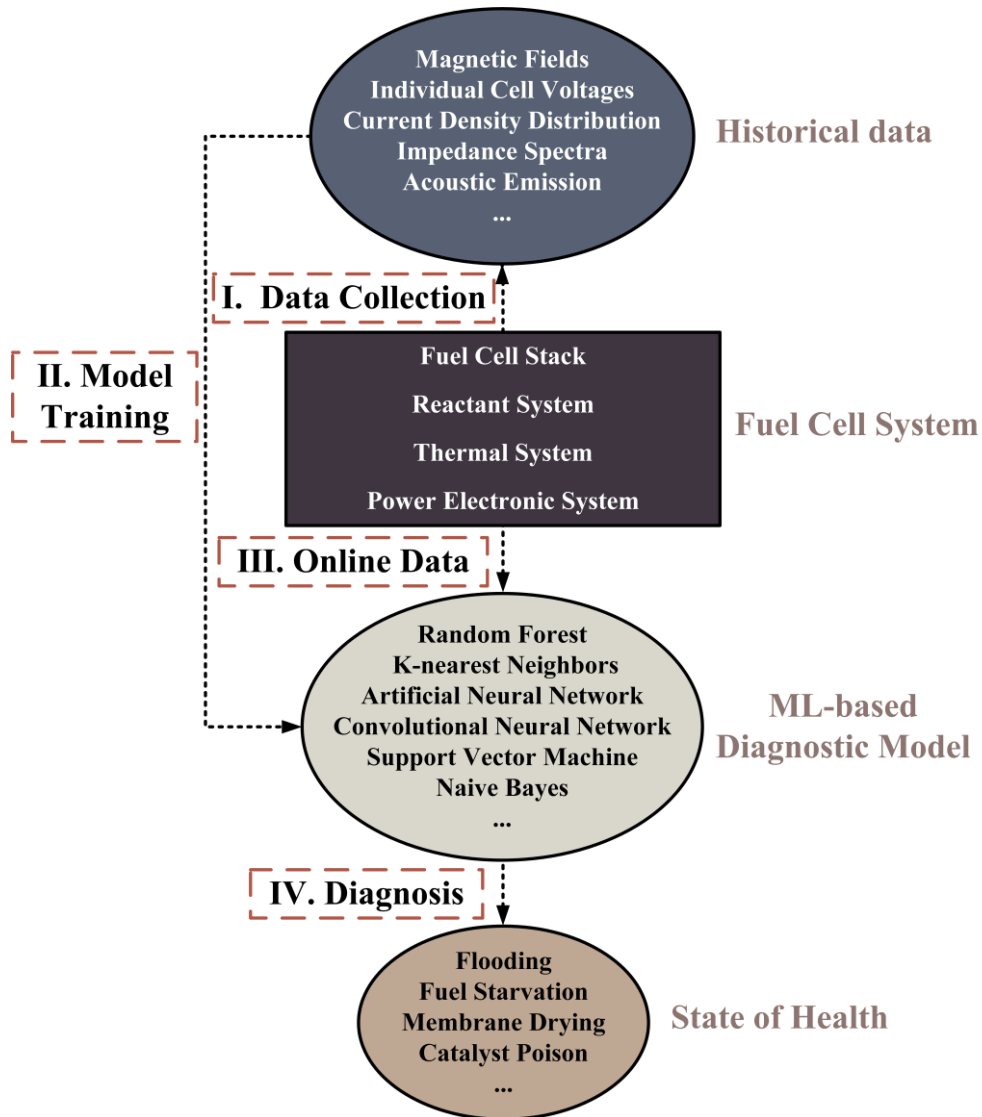 Magnetic Fields
Individual Cell Voltages
Current Density Distribution
Impedance Spectra
Acoustic Emission
...
Historical data
I. Data Collection
II. Model
Training
Fuel Cell Stack
Reactant System
Thermal System
Power Electronic System
Fuel Cell System
III. Online Data
Random Forest
K-nearest Neighbors
Artificial Neural Network
Convolutional Neural Network
Support Vector Machine
Naive Bayes
...
ML-based
Diagnostic Model
IV. Diagnosis
Flooding
Fuel Starvation
Membrane Drying
Catalyst Poison
...
State of Health